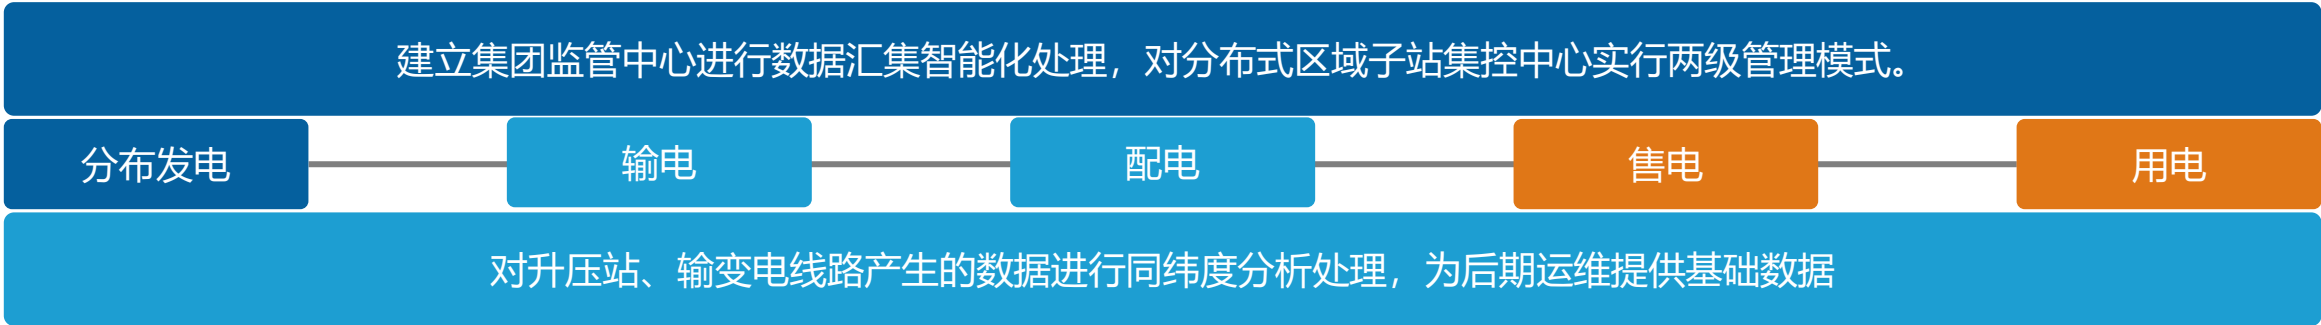 建立集团监管中心进行数据汇集智能化处理，对分布式区域子站集控中心实行两级管理模式。
分布发电 输电 配电 售电 用电
对升压站、输变电线路产生的数据进行同纬度分析处理，为后期运维提供基础数据